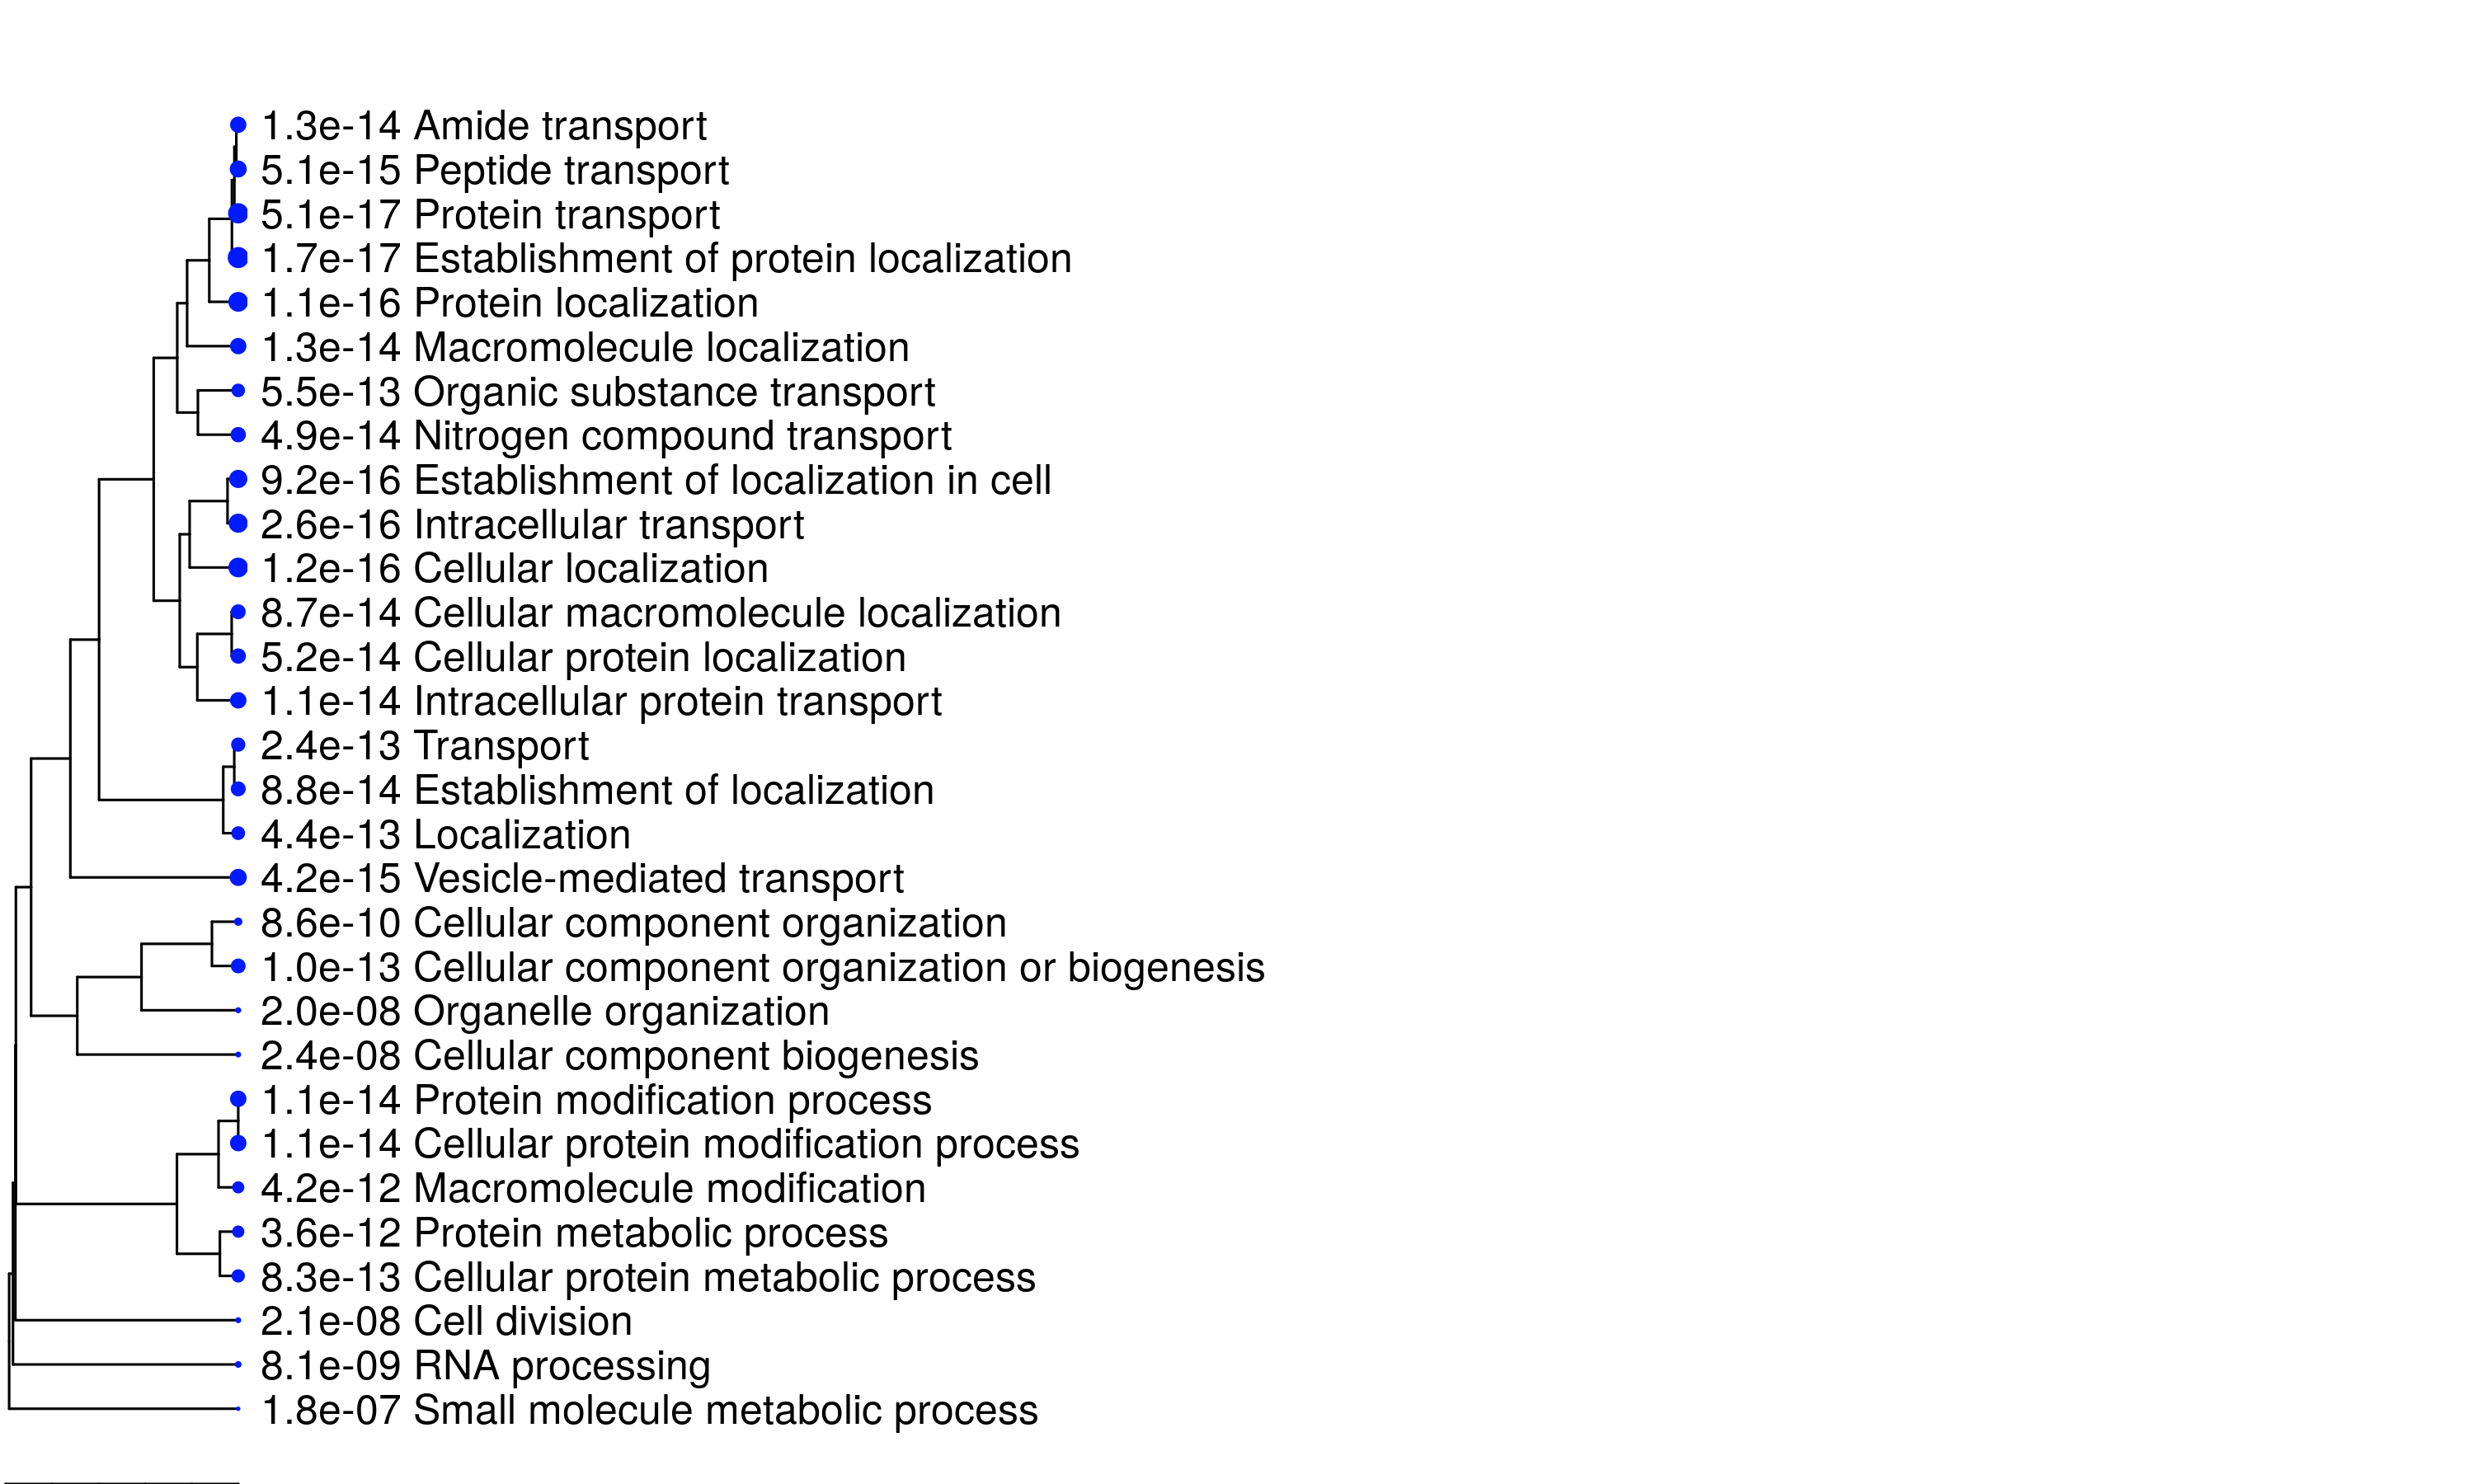 1.3e-14 Amide transport
5.1e-15 Peptide transport
5.1e-17 Protein transport
1.7e-17 Establishment of protein localization
1.1e-16 Protein localization
1.3e-14 Macromolecule localization
5.5e-13 Organic substance transport
4.9e-14 Nitrogen compound transport
9.2e-16 Establishment of localization in cell
2.6e-16 Intracellular transport
1.2e-16 Cellular localization
8.7e-14 Cellular macromolecule localization
5.2e-14 Cellular protein localization
1.1e-14 Intracellular protein transport
2.4e-13 Transport
8.8e-14 Establishment of localization
4.4e-13 Localization
4.2e-15 Vesicle-mediated transport
8.6e-10 Cellular component organization
1.0e-13 Cellular component organization or biogenesis
2.0e-08 Organelle organization
2.4e-08 Cellular component biogenesis
1.1e-14 Protein modification process
1.1e-14 Cellular protein modification process
4.2e-12 Macromolecule modification
3.6e-12 Protein metabolic process
8.3e-13 Cellular protein metabolic process
2.1e-08 Cell division
8.1e-09 RNA processing
1.8e-07 Small molecule metabolic process